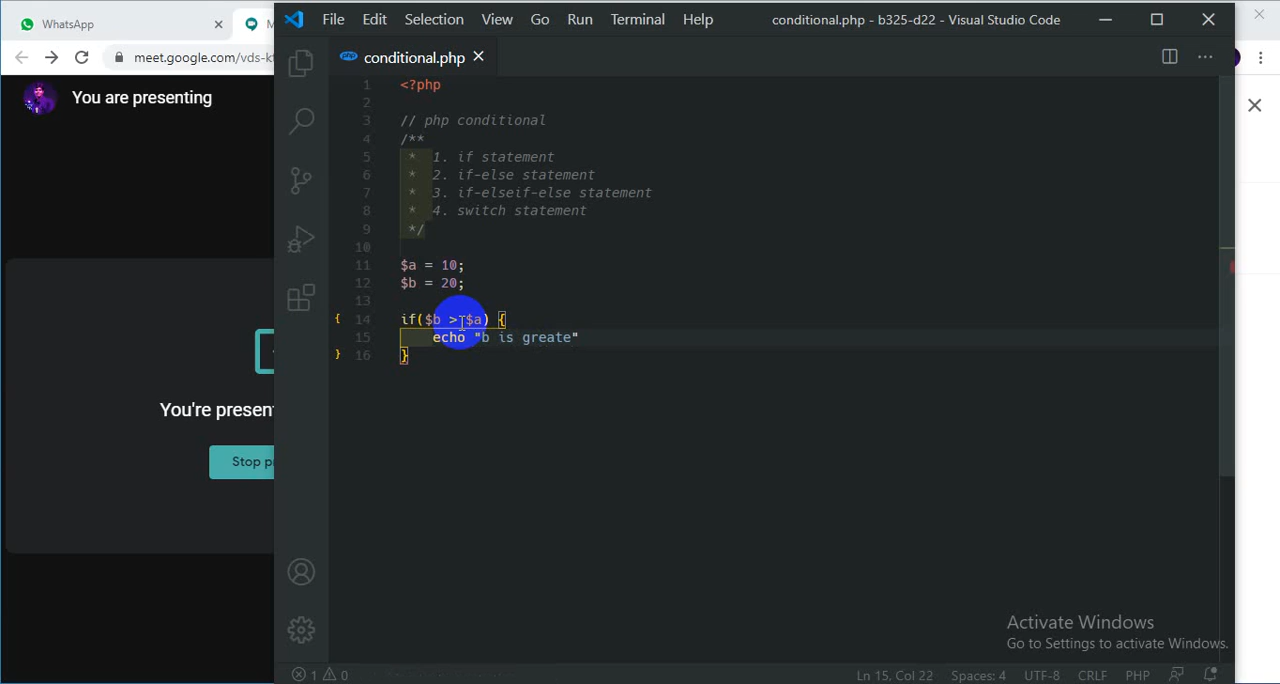 WhatsApp
File Edit Selection View Go Run Terminal Help
conditional.php - b325-d22 - Visual Studio Code
meet.google.com/vds-k
conditional.php
You are presenting
1 <?php
2
3 // php conditional
4 /**
5 * 1. if statement
6 * 2. if-else statement
7 * 3. if-elseif-else statement
8 * 4. switch statement
9 */
10
11 $a = 10;
12 $b = 20;
13
{ 14 if($b > $a) {
15 echo "b is greate"
} 16 }
You're presen
Stop p
Activate Windows
Go to Settings to activate Windows.
1 0 Ln 15, Col 22 Spaces: 4 UTF-8 CRLF PHP